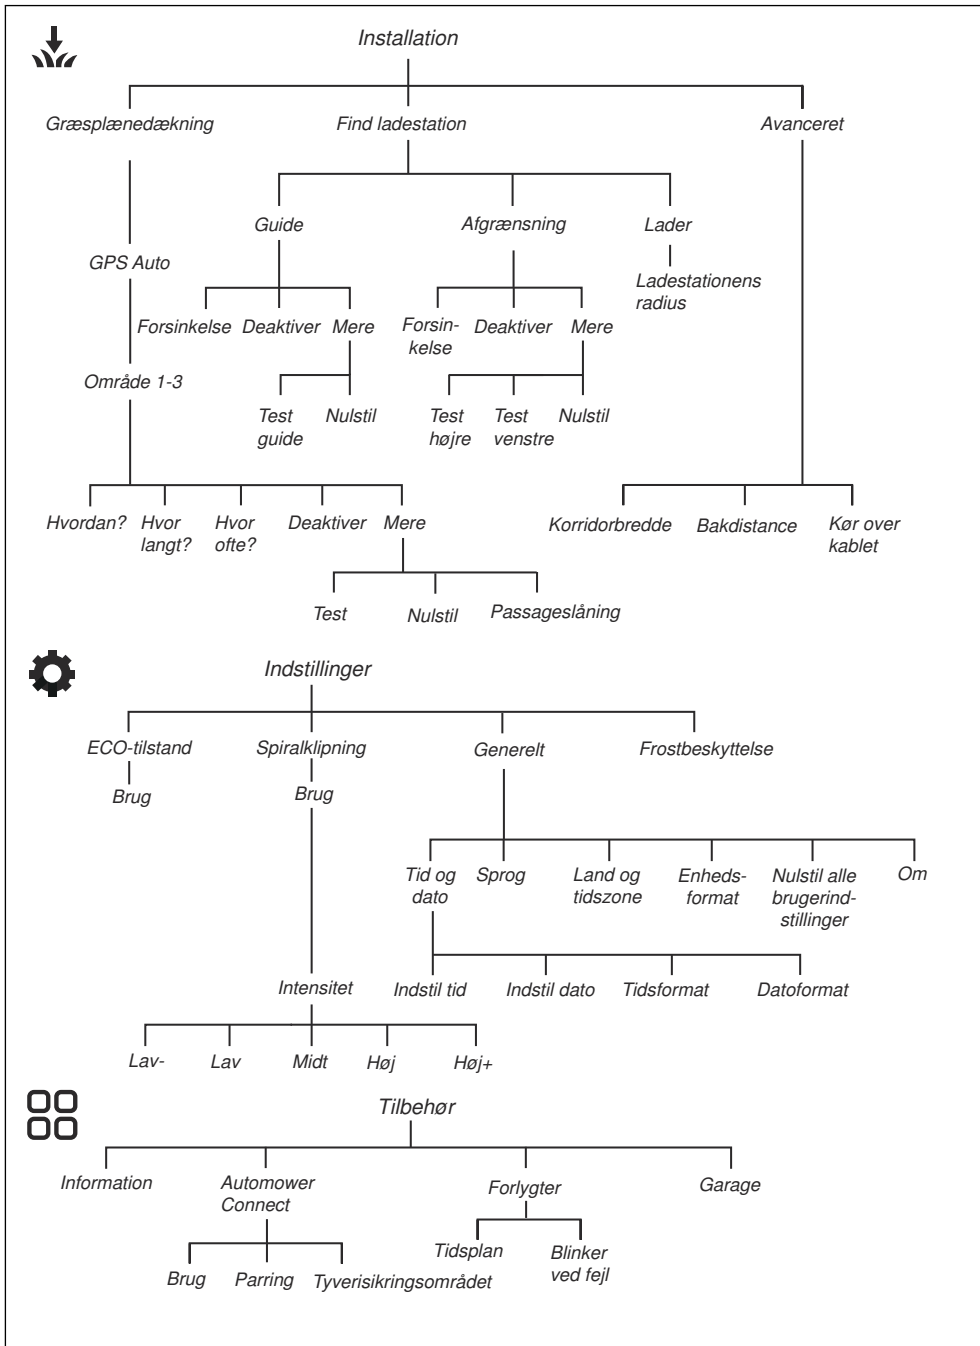 Installation
Græsplænedækning
Find ladestation
Avanceret
Guide
Afgrænsning
Lader
GPS Auto
Ladestationens
radius
Forsinkelse
Deaktiver
Mere
Forsin-
kelse
Deaktiver
Mere
Område 1-3
Test
guide
Nulstil
Test
højre
Test
venstre
Nulstil
Hvordan?
Hvor
langt?
Hvor
ofte?
Deaktiver
Mere
Korridorbredde
Bakdistance
Kør over
kablet
Test
Nulstil
Passageslåning
Indstillinger
ECO-tilstand
Spiralklipning
Generelt
Frostbeskyttelse
Brug
Brug
Tid og
dato
Sprog
Land og
tidszone
Enheds-
format
Nulstil alle
brugerind-
stillinger
Om
Intensitet
Indstil tid
Indstil dato
Tidsformat
Datoformat
Lav-
Lav
Midt
Høj
Høj+
Tilbehør
Information
Automower
Connect
Forlygter
Garage
Brug
Parring
Tyverisikringsområdet
Tidsplan
Blinker
ved fejl